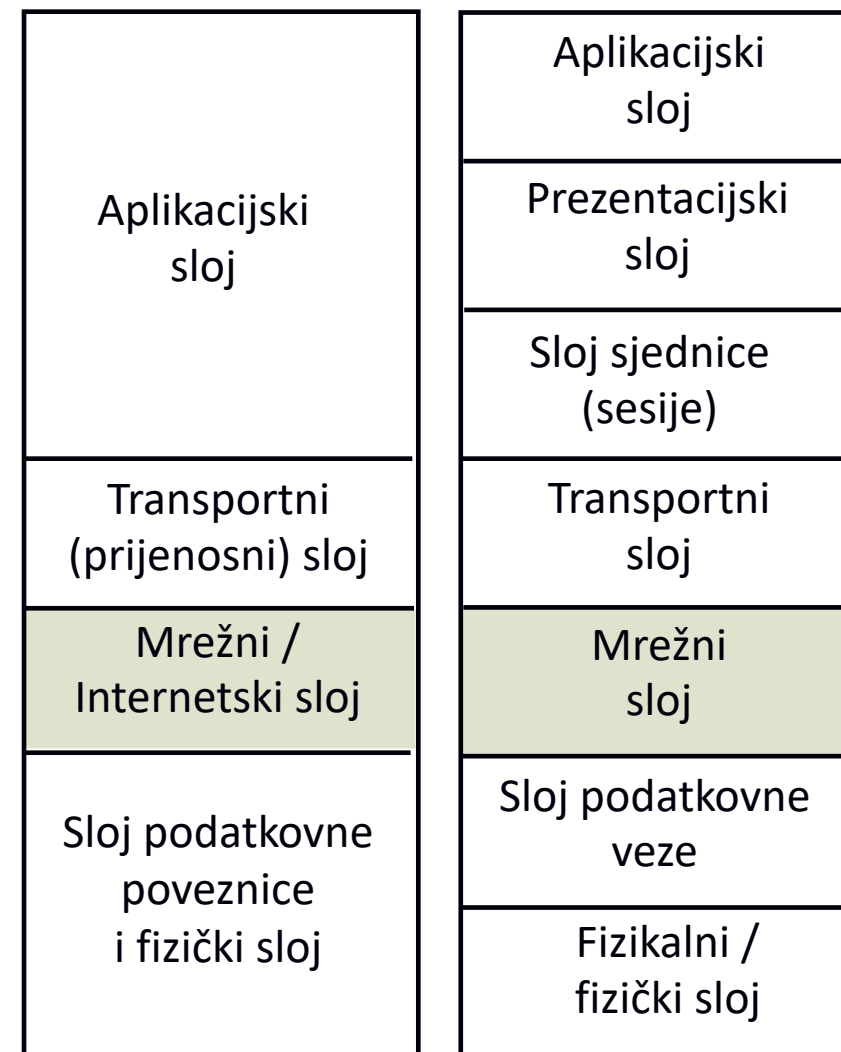 Aplikacijski
sloj
Transportni
(prijenosni) sloj
Mrežni /
Internetski sloj
Sloj podatkovne
poveznice
i fizički sloj
Aplikacijski
sloj
Prezentacijski
sloj
Sloj sjednice
(sesije)
Transportni
sloj
Mrežni
sloj
Sloj podatkovne
veze
Fizikalni /
fizički sloj